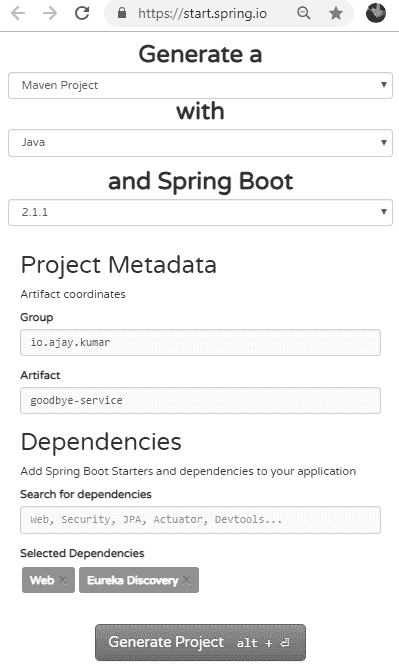 https://start.spring.io
Generate a
Maven Project
with
Java
and Spring Boot
2.1.1
Project Metadata
Artifact coordinates
Group
io.ajay.kumar
Artifact
goodbye-service
Dependencies
Add Spring Boot Starters and dependencies to your application
Search for dependencies
Web, Security, JPA, Actuator, Devtools...
Selected Dependencies
Web × Eureka Discovery ×
Generate Project alt + ⏎